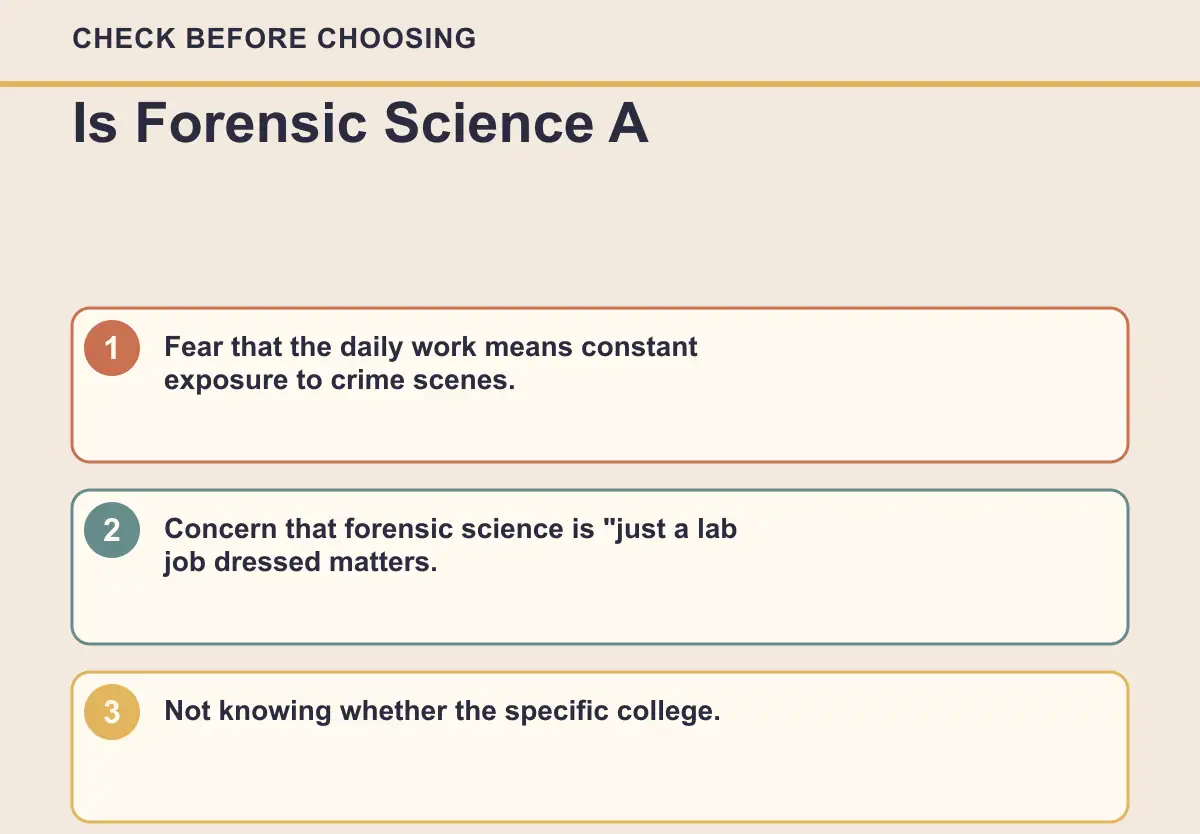 CHECK BEFORE CHOOSING
Is Forensic Science A
1
Fear that the daily work means constant
exposure to crime scenes.
2
Concern that forensic science is "just a lab
job dressed matters.
3
Not knowing whether the specific college.